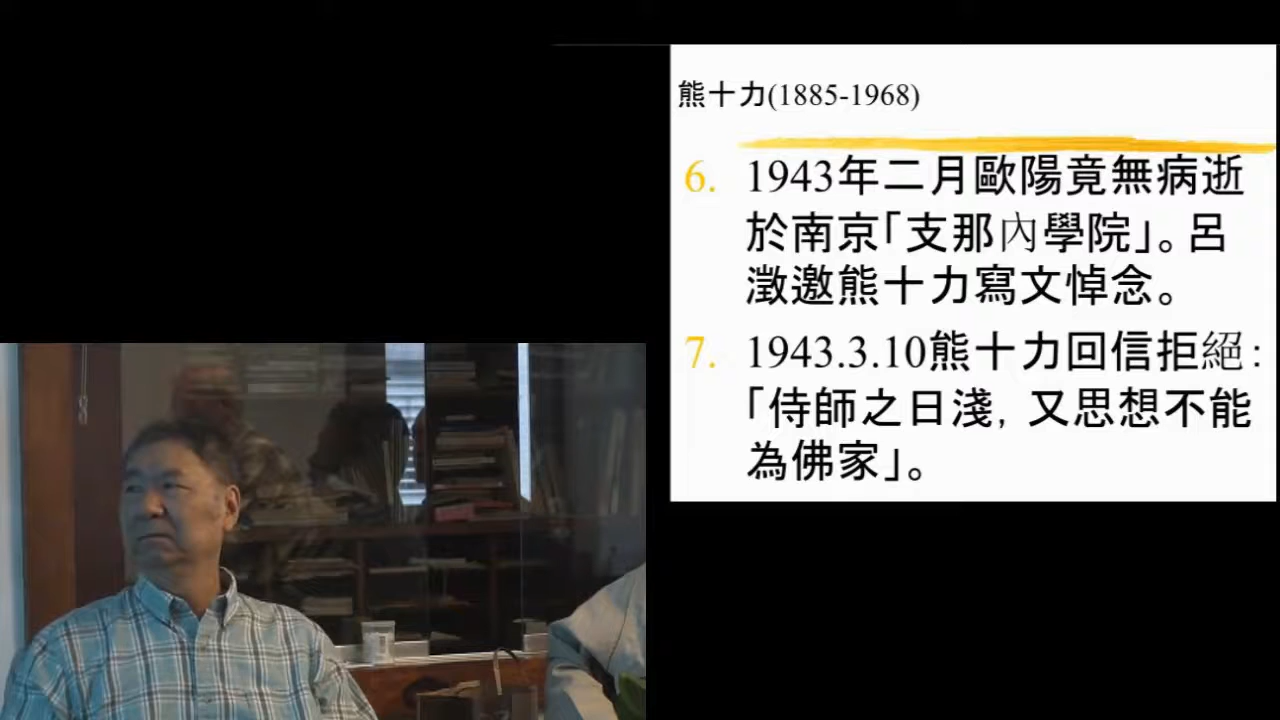 熊十力(1885-1968)
6. 1943年二月歐陽竟無病逝
於南京「支那內學院」。呂
澂邀熊十力寫文悼念。
7. 1943.3.10熊十力回信拒絕：
「侍師之日淺，又思想不能
為佛家」。